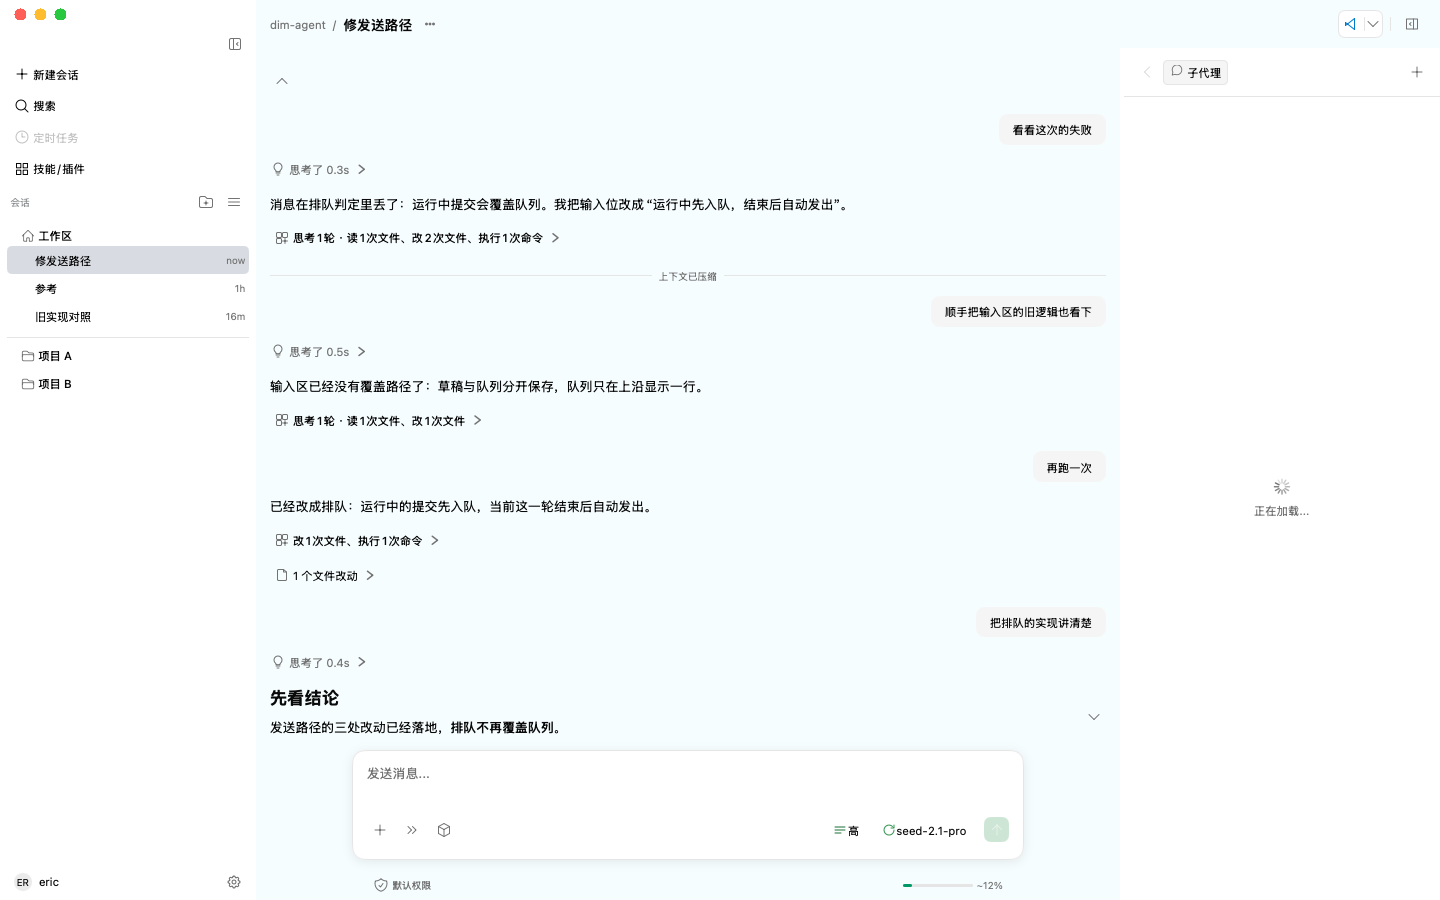 新建会话
搜索
定时任务
技能/插件
会话
工作区
修发送路径 now
参考 1h
旧实现对照 16m
项目 A
项目 B
ER eric
dim-agent / 修发送路径 ···
看看这次的失败
思考了 0.3s
消息在排队判定里丢了：运行中提交会覆盖队列。我把输入位改成“运行中先入队，结束后自动发出”。
思考1轮 · 读1次文件、改2次文件、执行1次命令
上下文已压缩
顺手把输入区的旧逻辑也看下
思考了 0.5s
输入区已经没有覆盖路径了：草稿与队列分开保存，队列只在上沿显示一行。
思考1轮 · 读1次文件、改1次文件
再跑一次
已经改成排队：运行中的提交先入队，当前这一轮结束后自动发出。
改1次文件、执行1次命令
1 个文件改动
把排队的实现讲清楚
思考了 0.4s
先看结论
发送路径的三处改动已经落地，排队不再覆盖队列。
发送消息...
高 seed-2.1-pro
默认权限 ~12%
子代理
正在加载...